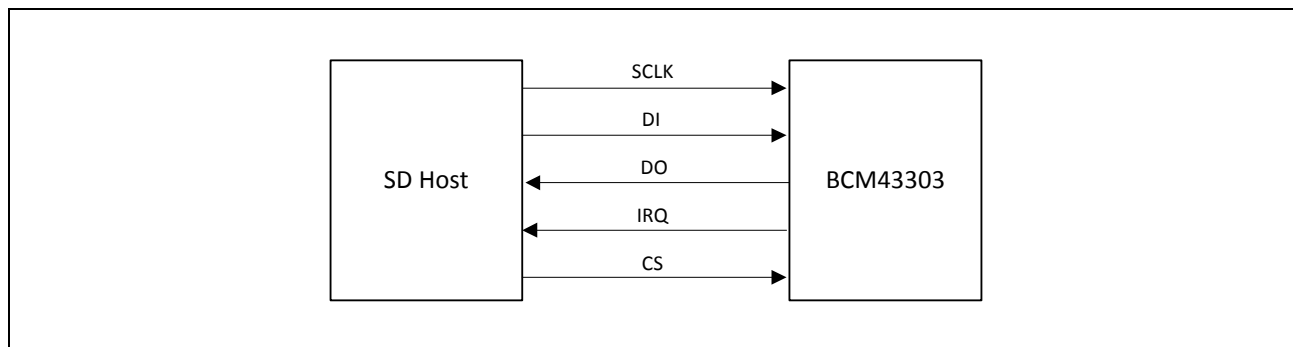 SCLK
DI
SD Host
DO
BCM43303
IRQ
CS